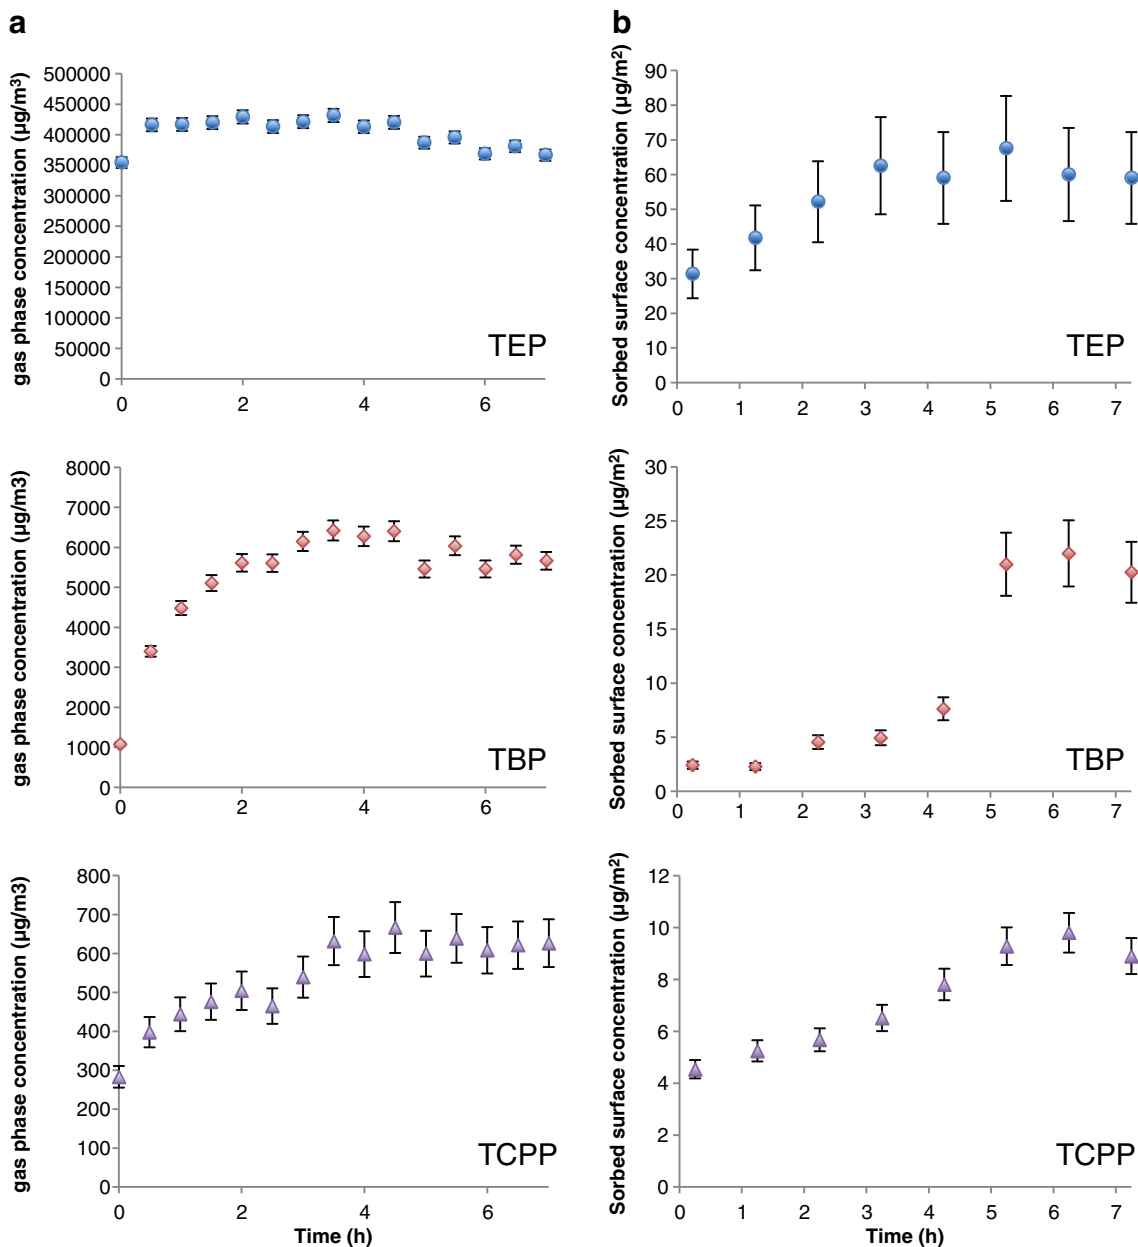 a
b
gas phase concentration (µg/m³)
500000
450000
400000
350000
300000
250000
200000
150000
100000
50000
0
0 2 4 6
TEP
Sorbed surface concentration (µg/m²)
90
80
70
60
50
40
30
20
10
0
0 1 2 3 4 5 6 7
TEP
gas phase concentration (µg/m3)
8000
7000
6000
5000
4000
3000
2000
1000
0
0 2 4 6
TBP
Sorbed surface concentration (µg/m²)
30
25
20
15
10
5
0
0 1 2 3 4 5 6 7
TBP
gas phase concentration (µg/m3)
800
700
600
500
400
300
200
100
0
0 2 4 6
TCPP
Time (h)
Sorbed surface concentration (µg/m²)
12
10
8
6
4
2
0
0 1 2 3 4 5 6 7
TCPP
Time (h)